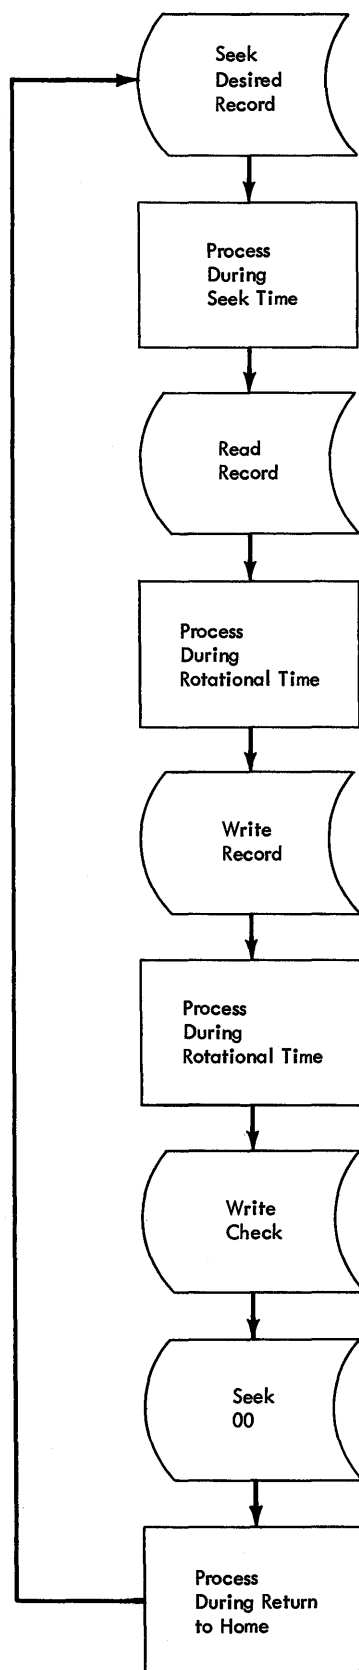 Seek
Desired
Record
Process
During
Seek Time
Read
Record
Process
During
Rotational Time
Write
Record
Process
During
Rotational Time
Write
Check
Seek
00
Process
During Return
to Home